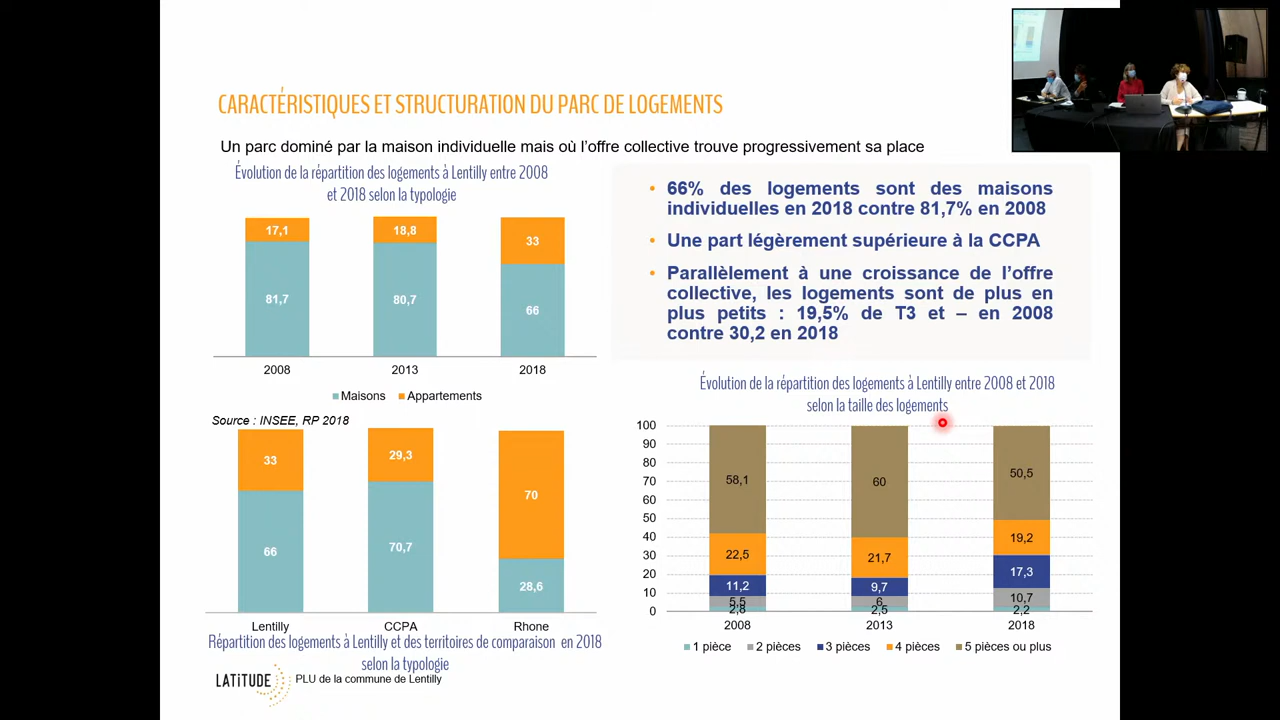 CARACTÉRISTIQUES ET STRUCTURATION DU PARC DE LOGEMENTS
Un parc dominé par la maison individuelle mais où l'offre collective trouve progressivement sa place
Évolution de la répartition des logements à Lentilly entre 2008
et 2018 selon la typologie
17,1
18,8
33
81,7
80,7
66
2008
2013
2018
Maisons
Appartements
Source : INSEE, RP 2018
33
29,3
70
66
70,7
28,6
Lentilly
CCPA
Rhone
Répartition des logements à Lentilly et des territoires de comparaison en 2018
selon la typologie
• 66% des logements sont des maisons
individuelles en 2018 contre 81,7% en 2008
• Une part légèrement supérieure à la CCPA
• Parallèlement à une croissance de l'offre
collective, les logements sont de plus en
plus petits : 19,5% de T3 et – en 2008
contre 30,2 en 2018
Évolution de la répartition des logements à Lentilly entre 2008 et 2018
selon la taille des logements
100
90
80
70
60
50
40
30
20
10
0
58,1
60
50,5
22,5
21,7
19,2
11,2
9,7
17,3
5,5
6
10,7
2,8
2,5
2,2
2008
2013
2018
1 pièce
2 pièces
3 pièces
4 pièces
5 pièces ou plus
LATITUDE
PLU de la commune de Lentilly